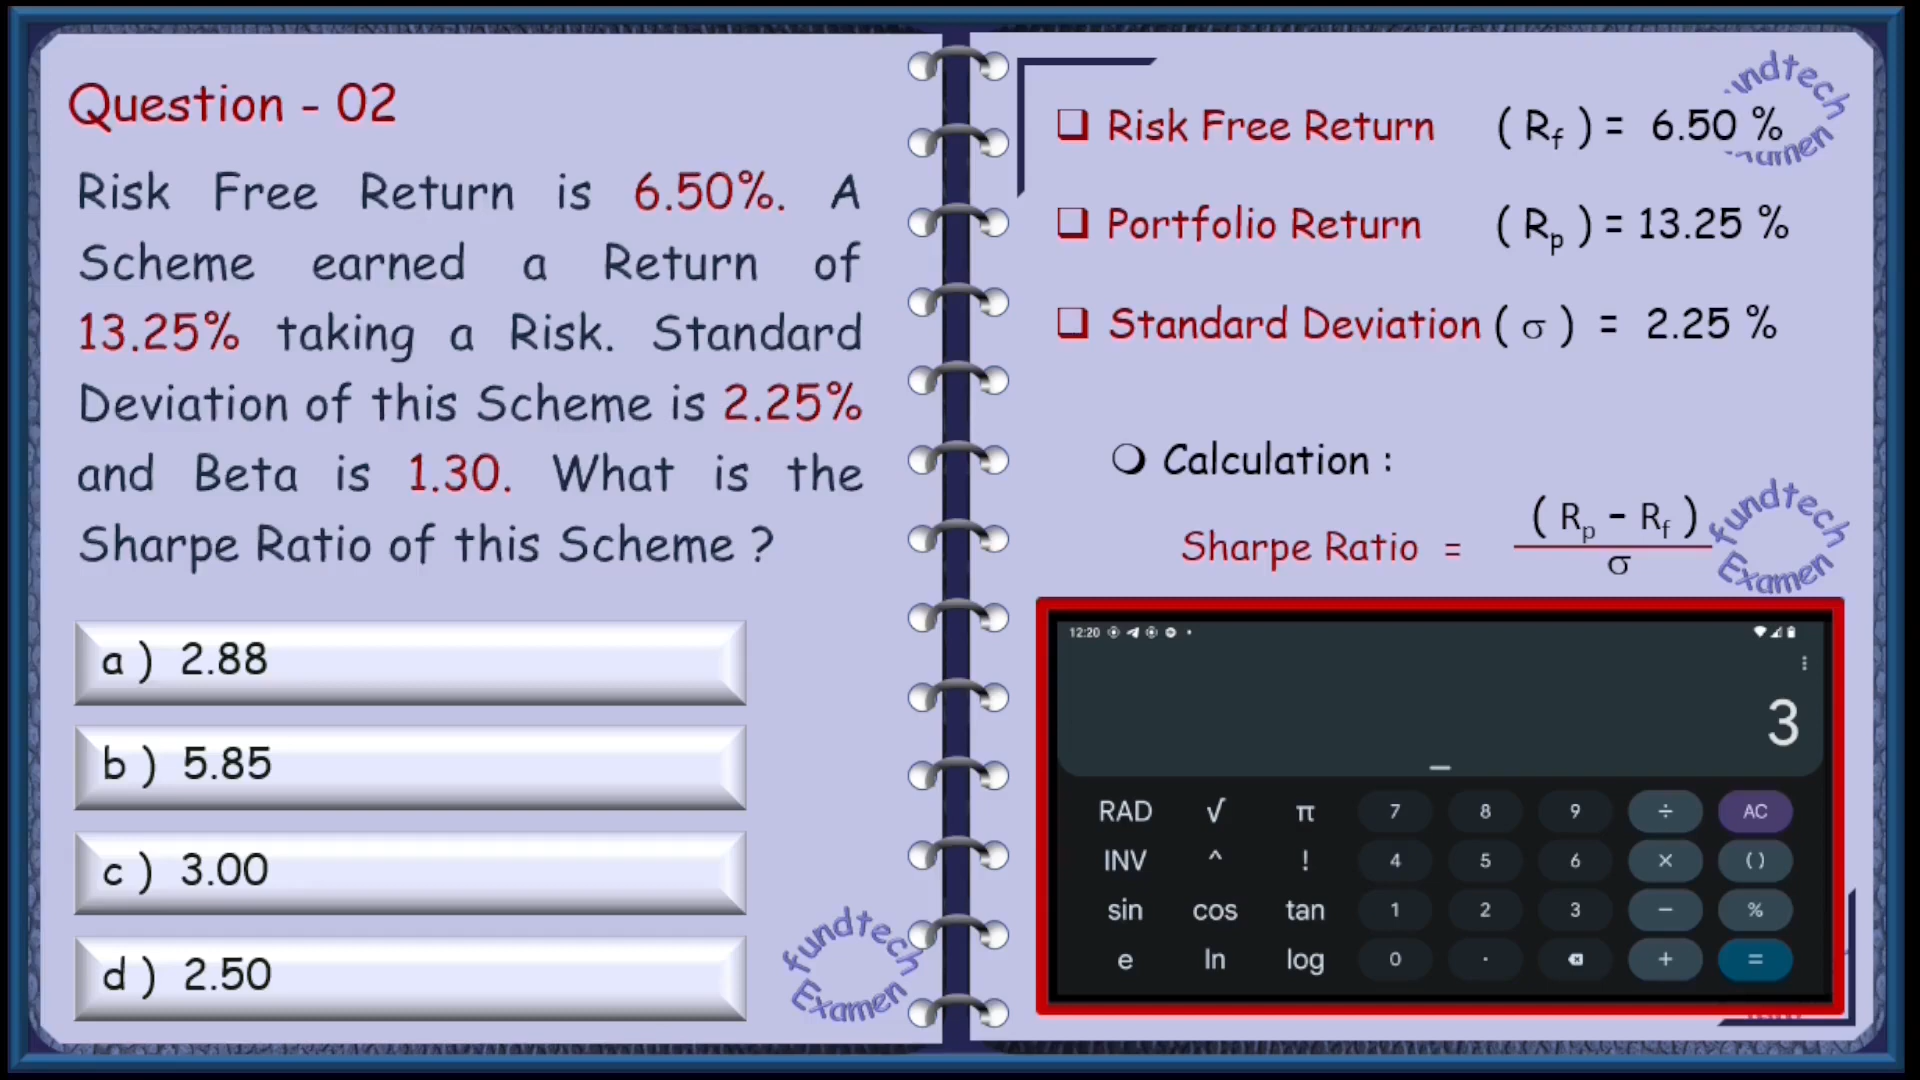 Question - 02
Risk Free Return is 6.50%. A
Scheme earned a Return of
13.25% taking a Risk. Standard
Deviation of this Scheme is 2.25%
and Beta is 1.30. What is the
Sharpe Ratio of this Scheme ?
a ) 2.88
b ) 5.85
c ) 3.00
d ) 2.50
fundtech
Examen
Risk Free Return ( Rf ) = 6.50 %
Portfolio Return ( Rp ) = 13.25 %
Standard Deviation ( σ ) = 2.25 %
Calculation :
Sharpe Ratio = ( Rp – Rf )
σ
fundtech
Examen
12:20
3
RAD √ π 7 8 9 ÷ AC
INV ^ ! 4 5 6 × ( )
sin cos tan 1 2 3 − %
e ln log 0 . + =